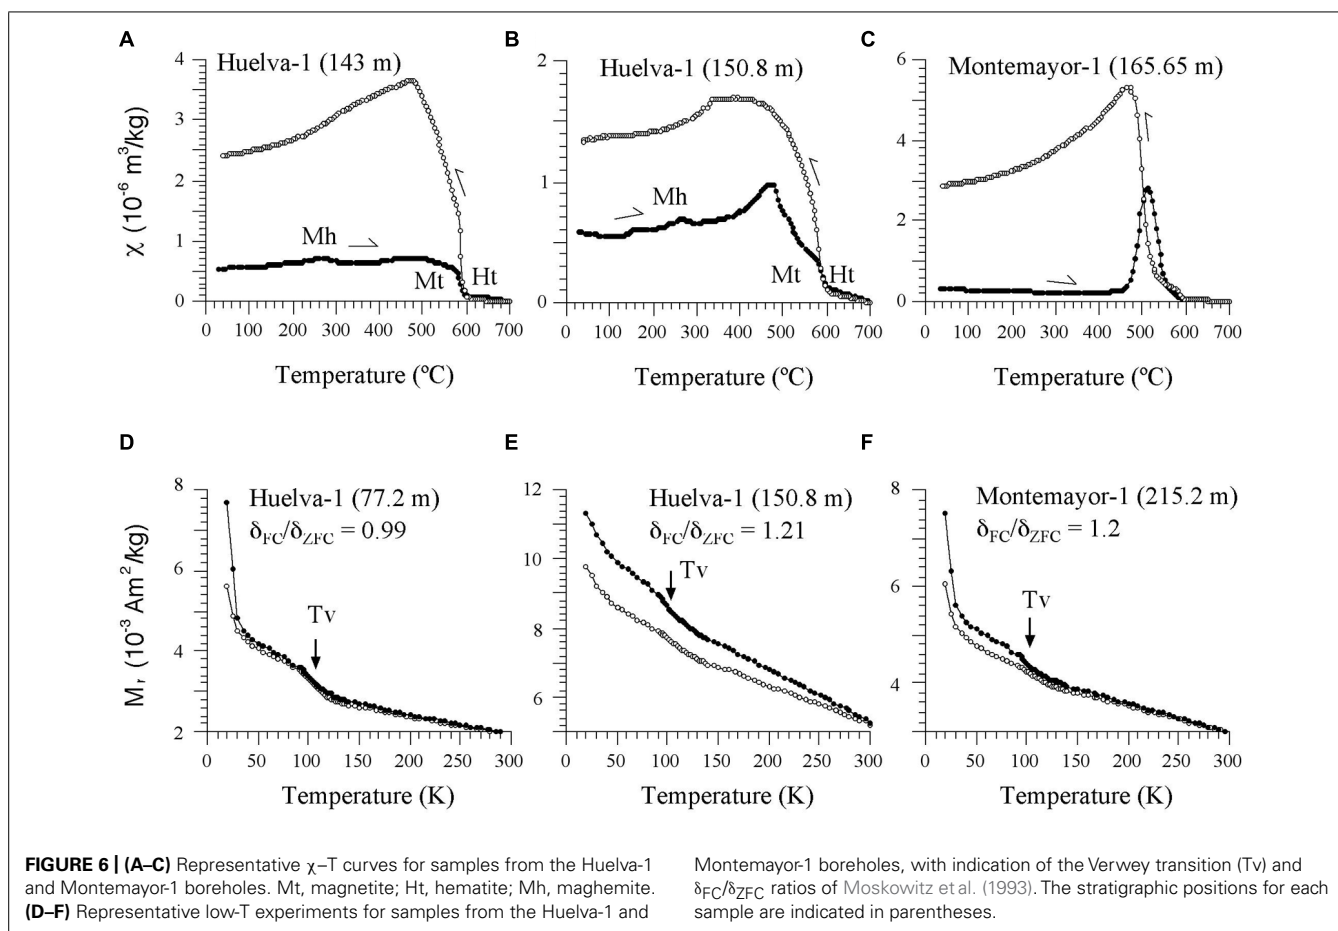 A
Huelva-1 (143 m)
χ (10⁻⁶ m³/kg)
4
3
2
1
0
Mh
Mt
Ht
0 100 200 300 400 500 600 700
Temperature (ºC)
B
Huelva-1 (150.8 m)
2
1
0
Mh
Mt
Ht
0 100 200 300 400 500 600 700
Temperature (ºC)
C
Montemayor-1 (165.65 m)
6
4
2
0
0 100 200 300 400 500 600 700
Temperature (ºC)
D
Huelva-1 (77.2 m)
δFC/δZFC = 0.99
Mr (10⁻³ Am²/kg)
8
6
4
2
Tv
0 50 100 150 200 250 300
Temperature (K)
E
Huelva-1 (150.8 m)
δFC/δZFC = 1.21
12
10
8
6
Tv
0 50 100 150 200 250 300
Temperature (K)
F
Montemayor-1 (215.2 m)
δFC/δZFC = 1.2
8
6
4
Tv
0 50 100 150 200 250 300
Temperature (K)
FIGURE 6 | (A–C) Representative χ–T curves for samples from the Huelva-1
and Montemayor-1 boreholes. Mt, magnetite; Ht, hematite; Mh, maghemite.
(D–F) Representative low-T experiments for samples from the Huelva-1 and
Montemayor-1 boreholes, with indication of the Verwey transition (Tv) and
δFC/δZFC ratios of Moskowitz et al. (1993). The stratigraphic positions for each
sample are indicated in parentheses.